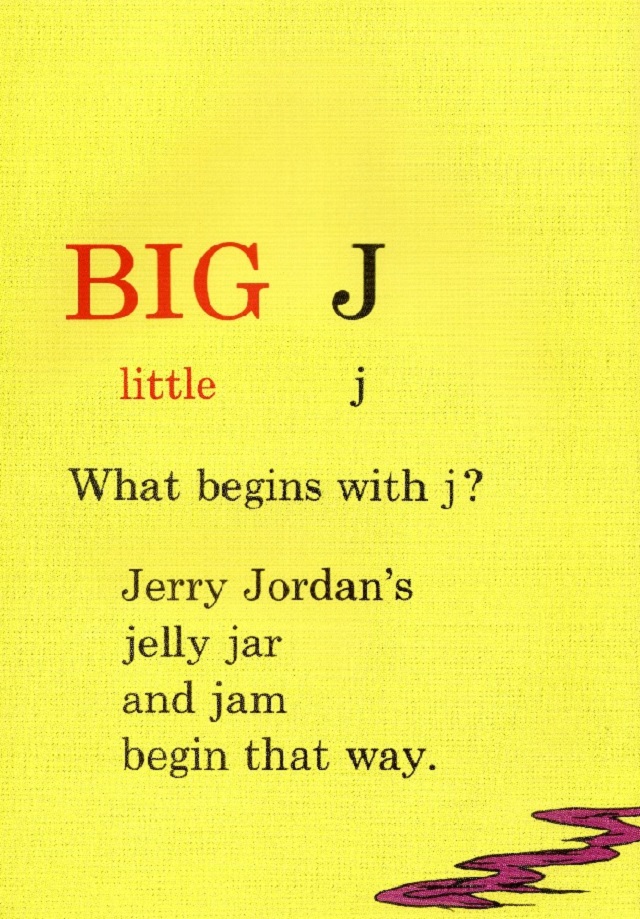 BIG J
little j
What begins with j?
Jerry Jordan's
jelly jar
and jam
begin that way.